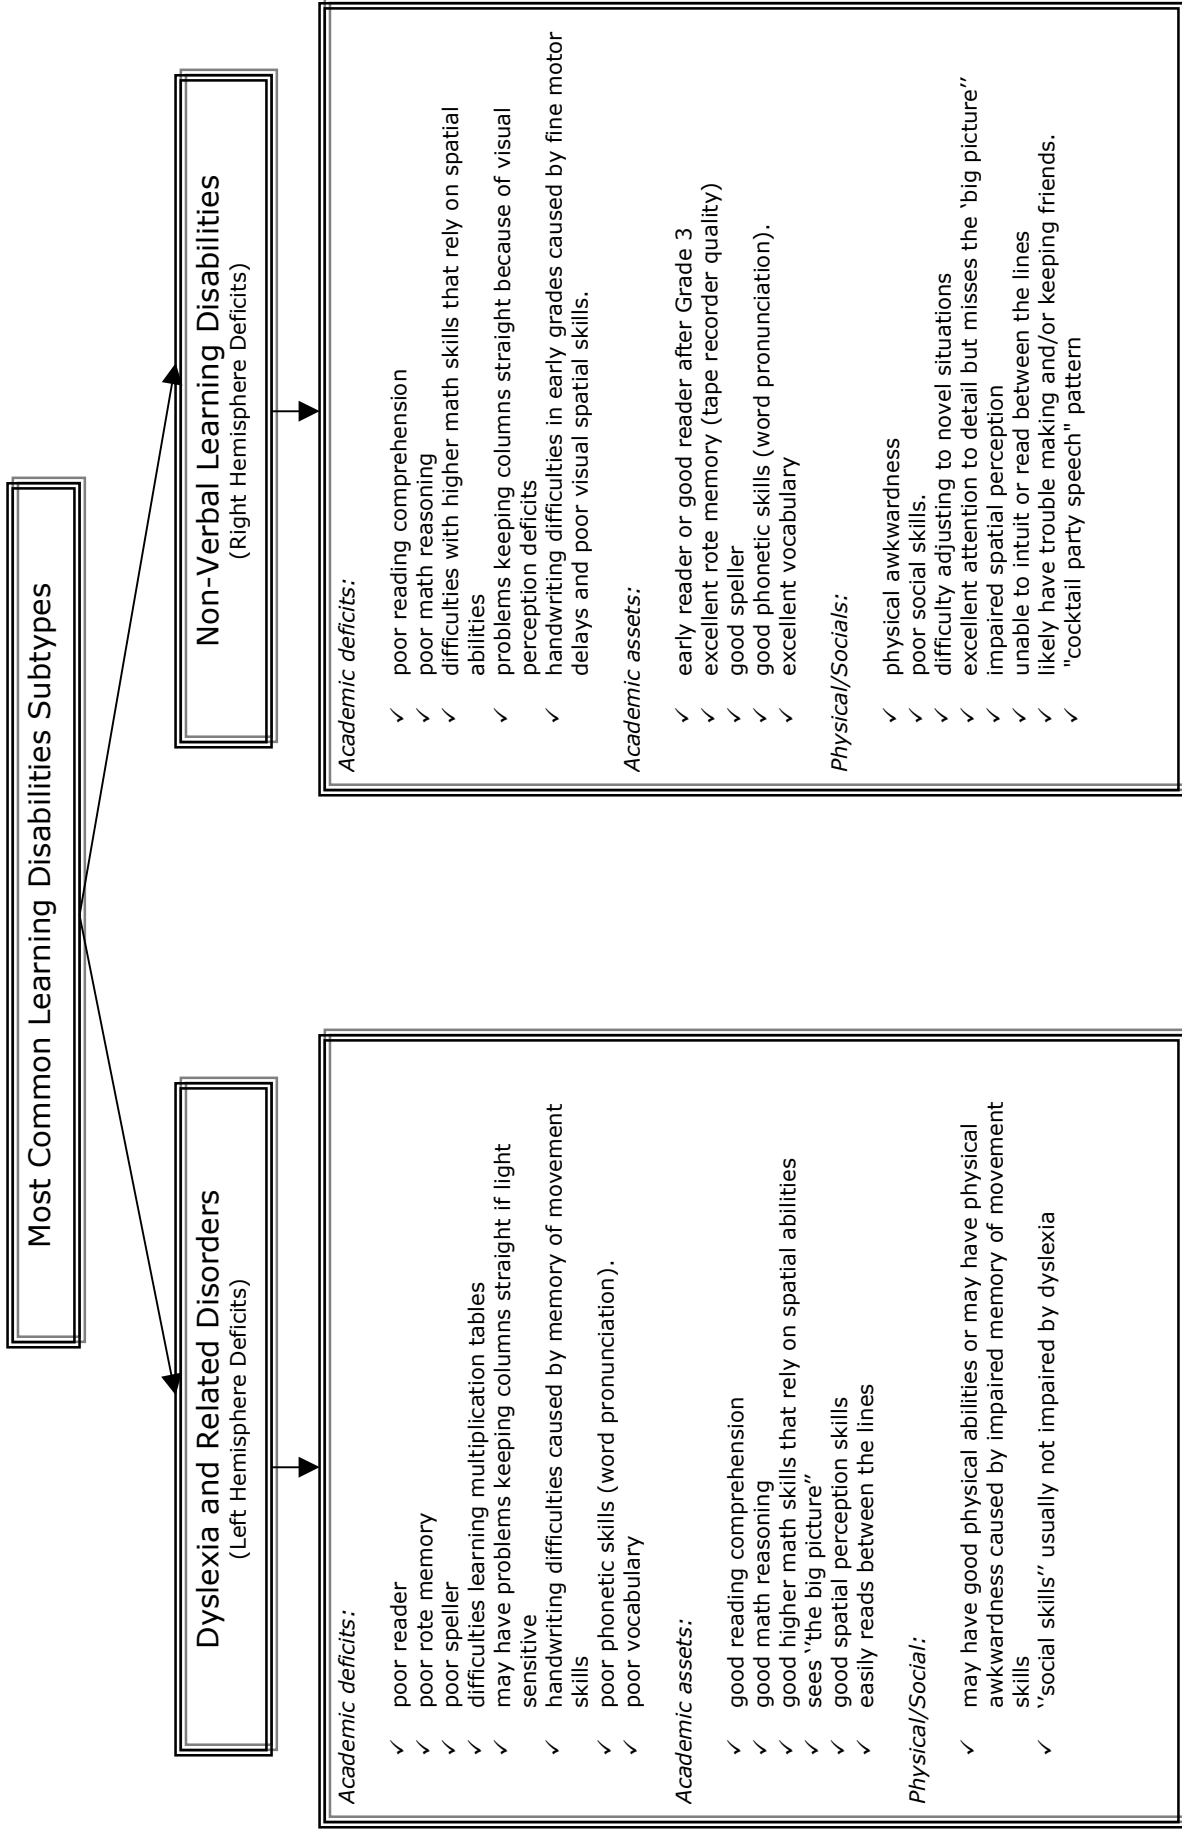 Most Common Learning Disabilities Subtypes
Dyslexia and Related Disorders
(Left Hemisphere Deficits)
Academic deficits:
✓ poor reader
✓ poor rote memory
✓ poor speller
✓ difficulties learning multiplication tables
✓ may have problems keeping columns straight if light
sensitive
✓ handwriting difficulties caused by memory of movement
skills
✓ poor phonetic skills (word pronunciation).
✓ poor vocabulary
Academic assets:
✓ good reading comprehension
✓ good math reasoning
✓ good higher math skills that rely on spatial abilities
✓ sees ‘‘the big picture’’
✓ good spatial perception skills
✓ easily reads between the lines
Physical/Social:
✓ may have good physical abilities or may have physical
awkwardness caused by impaired memory of movement
skills
✓ ‘‘social skills’’ usually not impaired by dyslexia
Non-Verbal Learning Disabilities
(Right Hemisphere Deficits)
Academic deficits:
✓ poor reading comprehension
✓ poor math reasoning
✓ difficulties with higher math skills that rely on spatial
abilities
✓ problems keeping columns straight because of visual
perception deficits
✓ handwriting difficulties in early grades caused by fine motor
delays and poor visual spatial skills.
Academic assets:
✓ early reader or good reader after Grade 3
✓ excellent rote memory (tape recorder quality)
✓ good speller
✓ good phonetic skills (word pronunciation).
✓ excellent vocabulary
Physical/Socials:
✓ physical awkwardness
✓ poor social skills.
✓ difficulty adjusting to novel situations
✓ excellent attention to detail but misses the ‘big picture’’
✓ impaired spatial perception
✓ unable to intuit or read between the lines
✓ likely have trouble making and/or keeping friends.
✓ "cocktail party speech" pattern